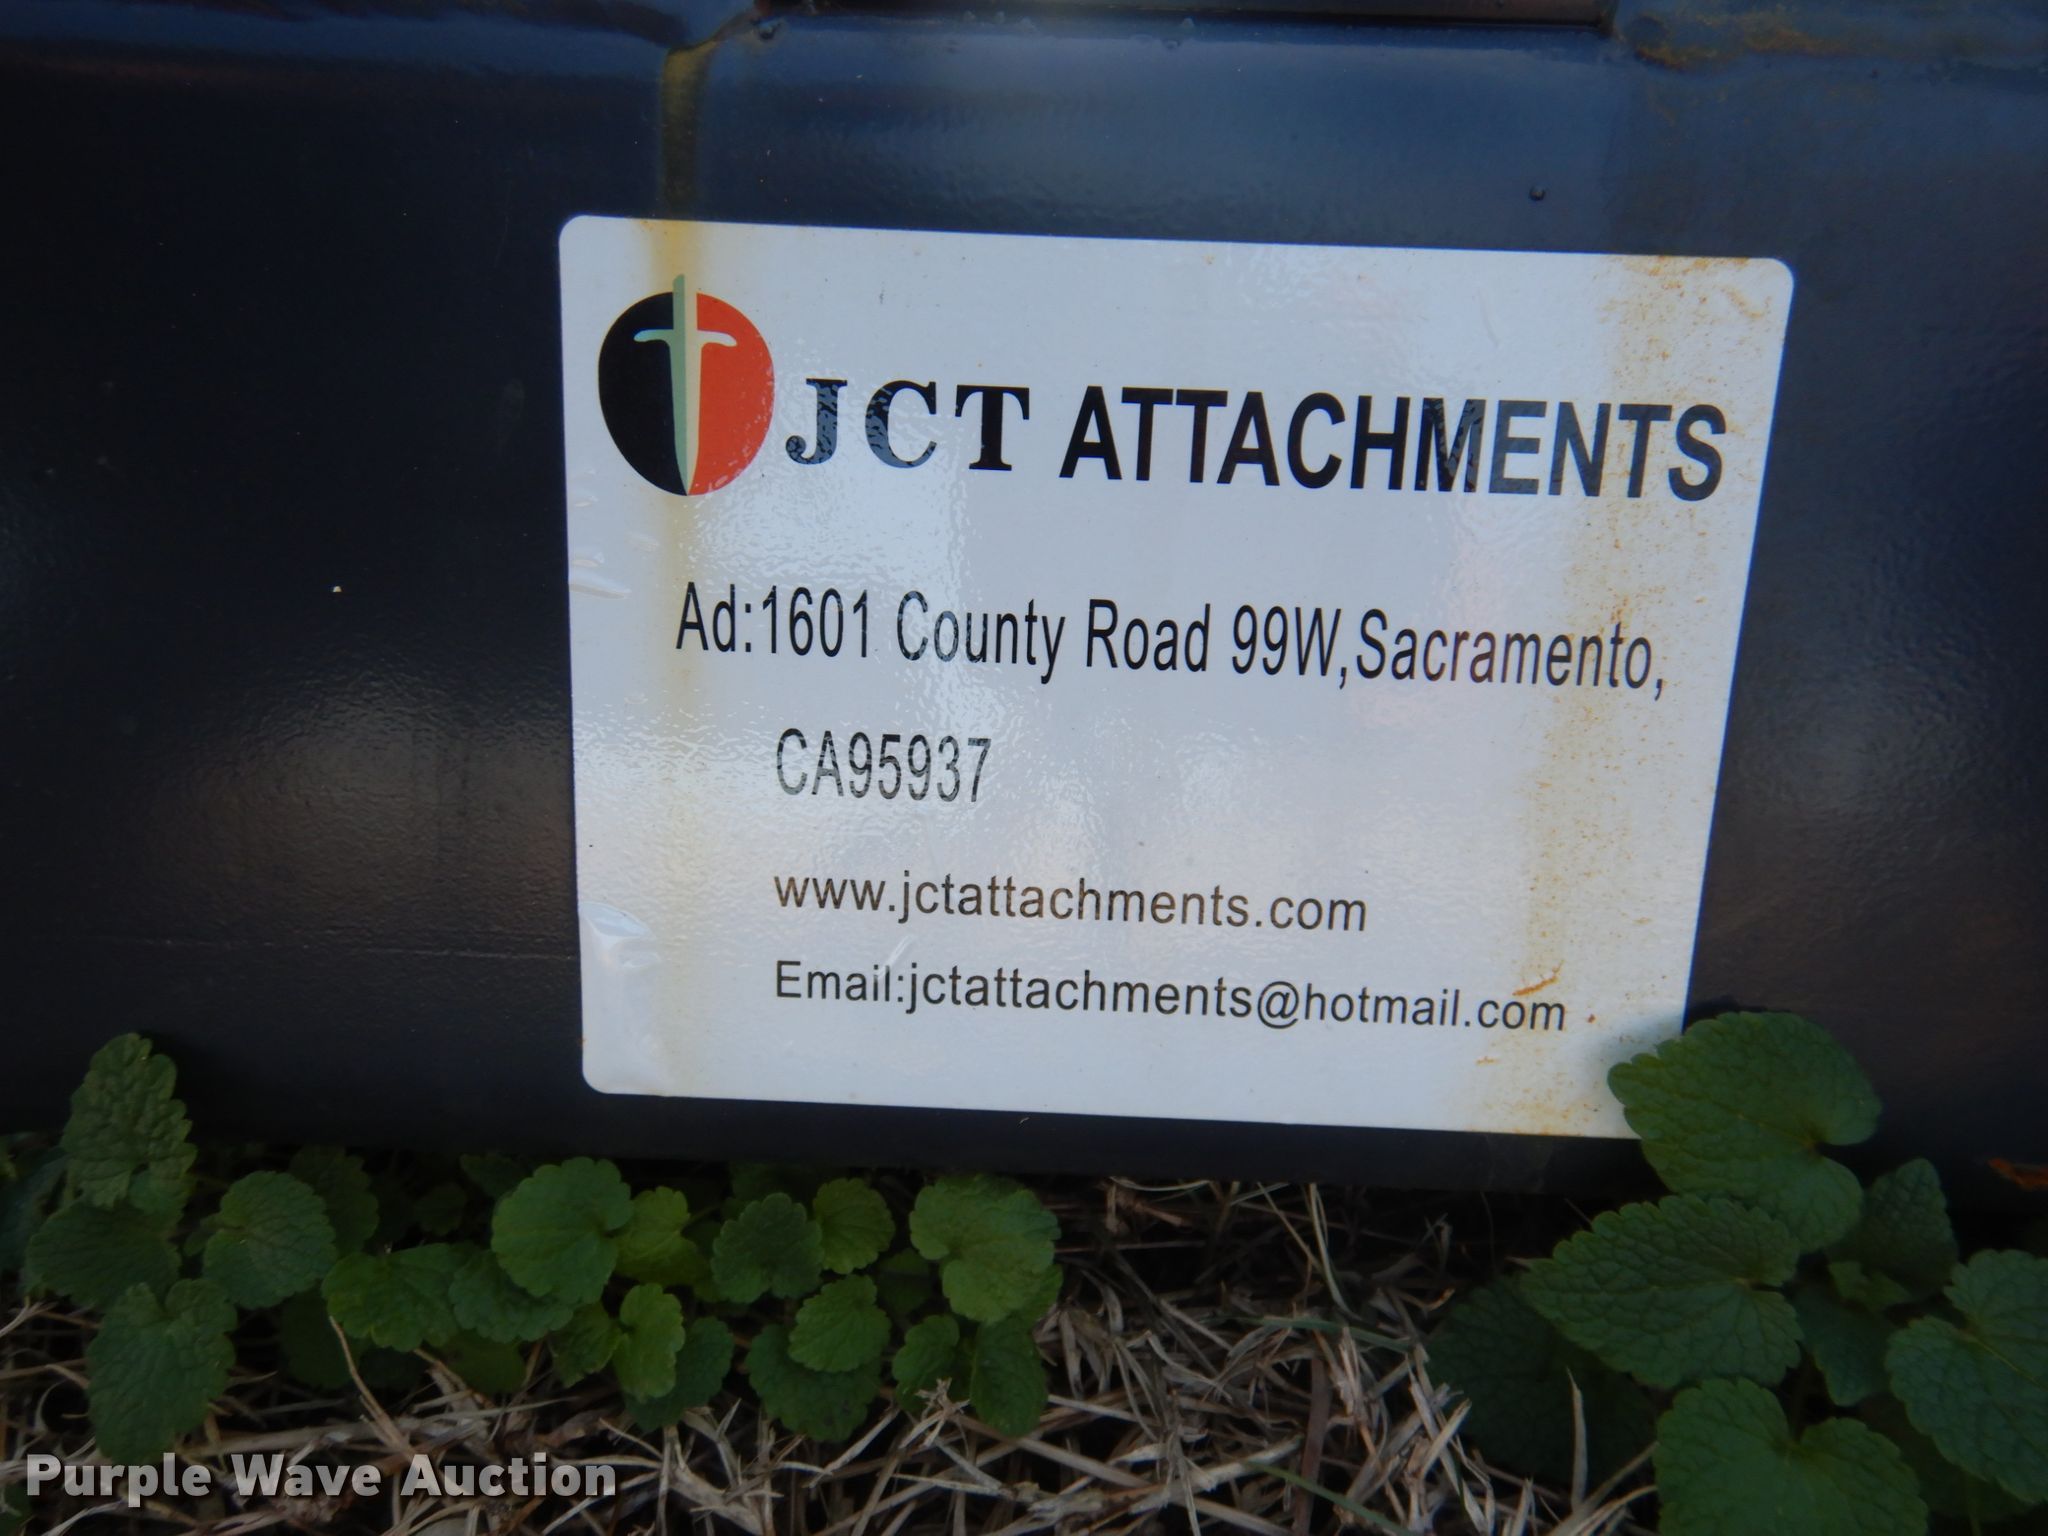 JCT ATTACHMENTS
Ad:1601 County Road 99W,Sacramento,
CA95937
www.jctattachments.com
Email:jctattachments@hotmail.com
Purple Wave Auction